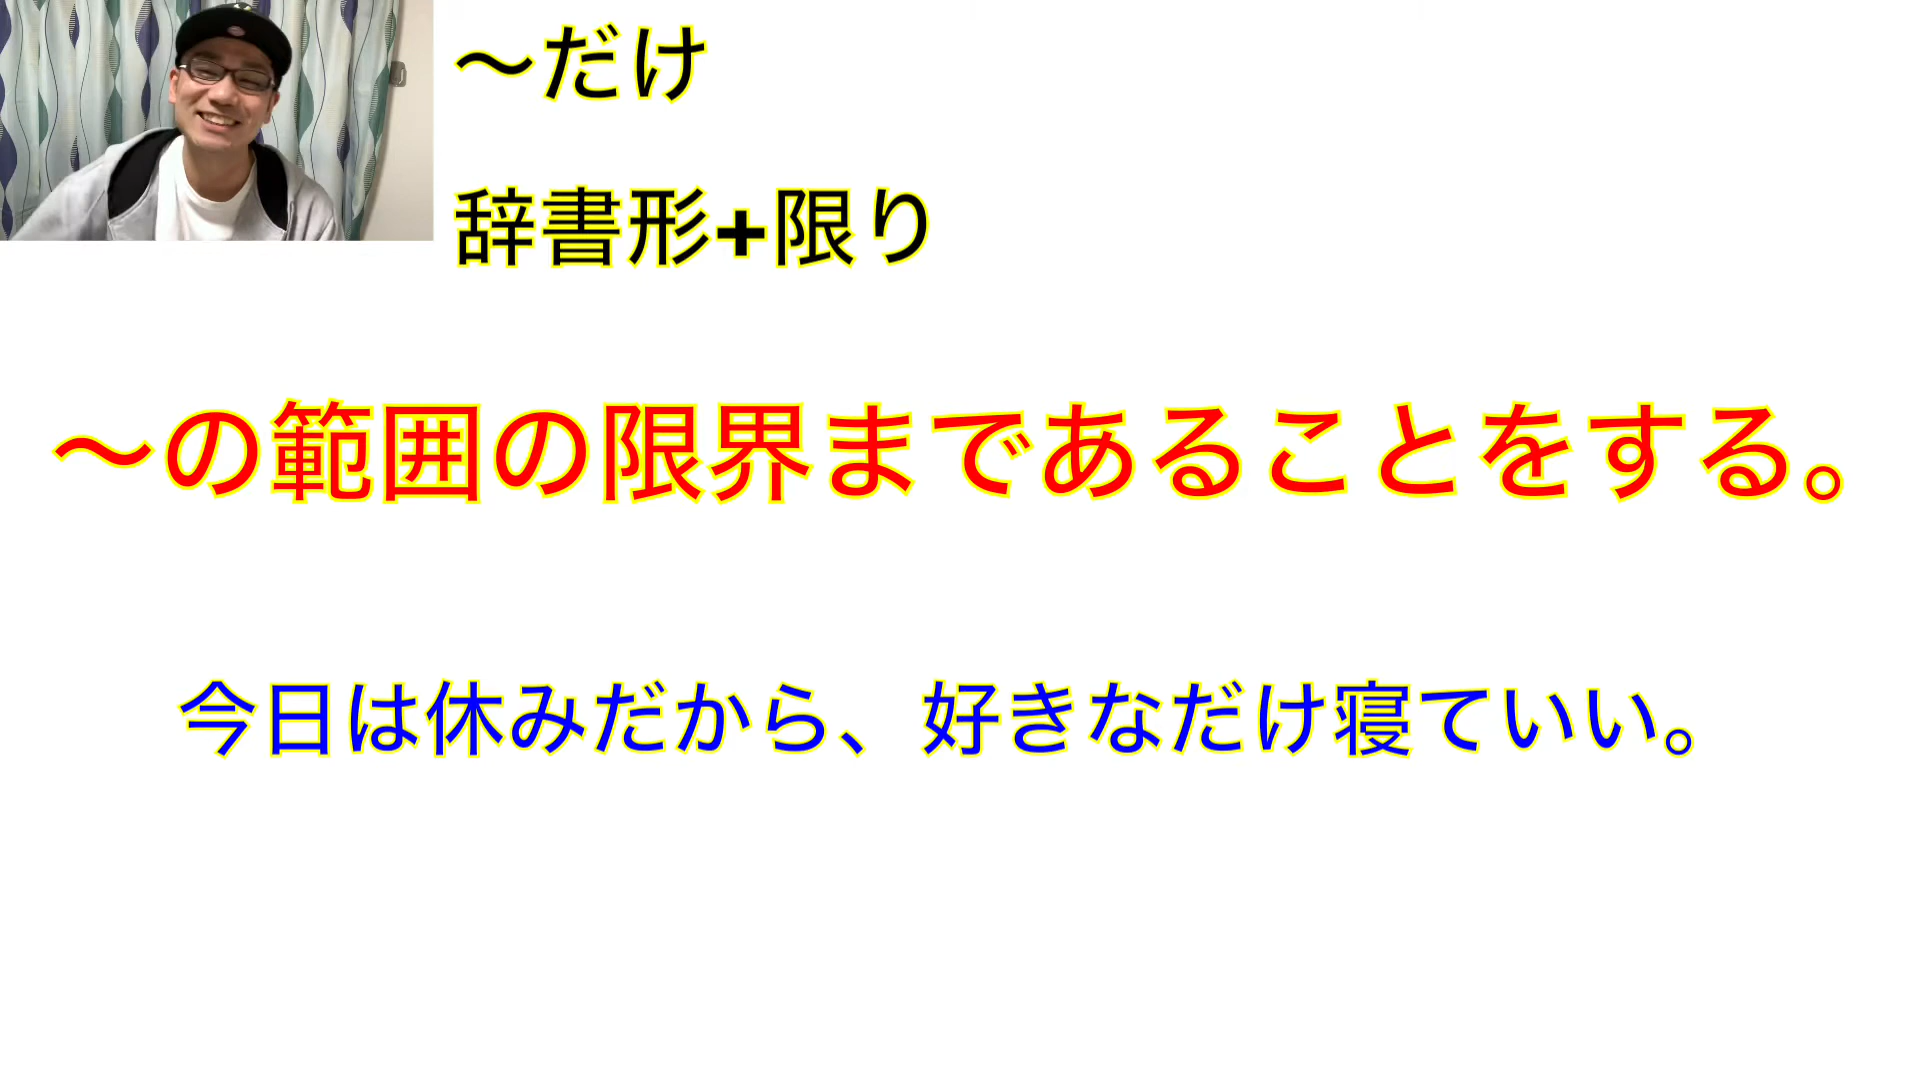 ～だけ
辞書形+限り
～の範囲の限界まであることをする。
今日は休みだから、好きなだけ寝ていい。